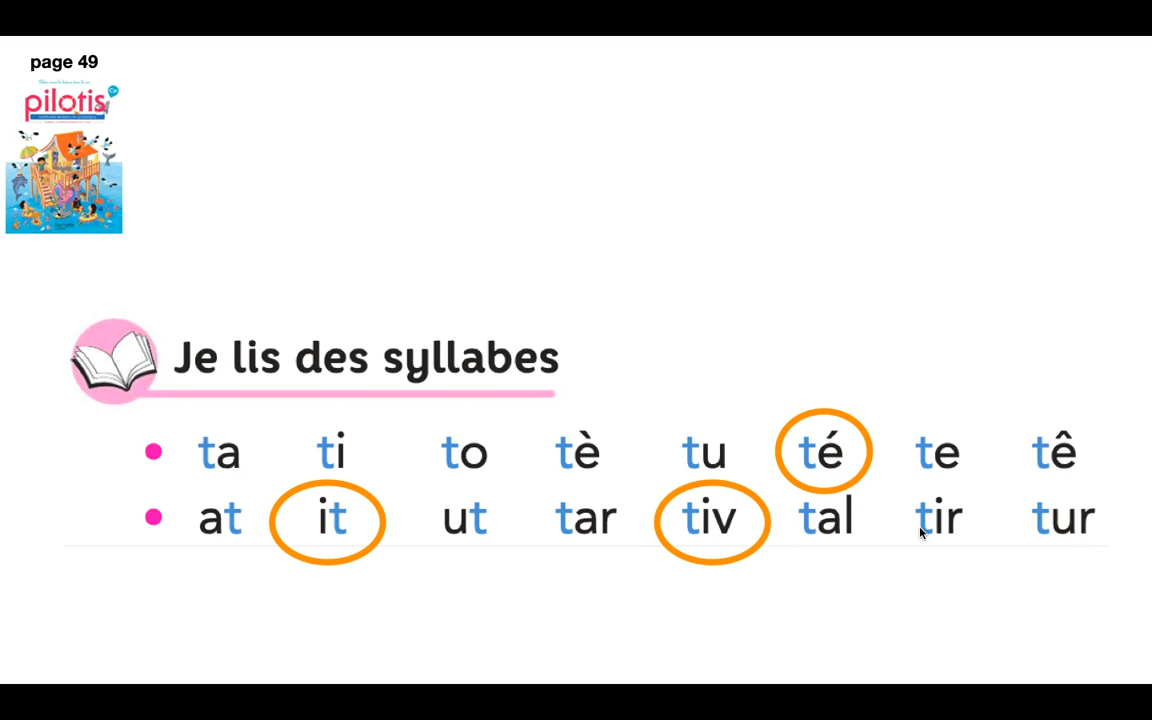 page 49
pilotis
Je lis des syllabes
• ta ti to tè tu té te tê
• at it ut tar tiv tal tir tur